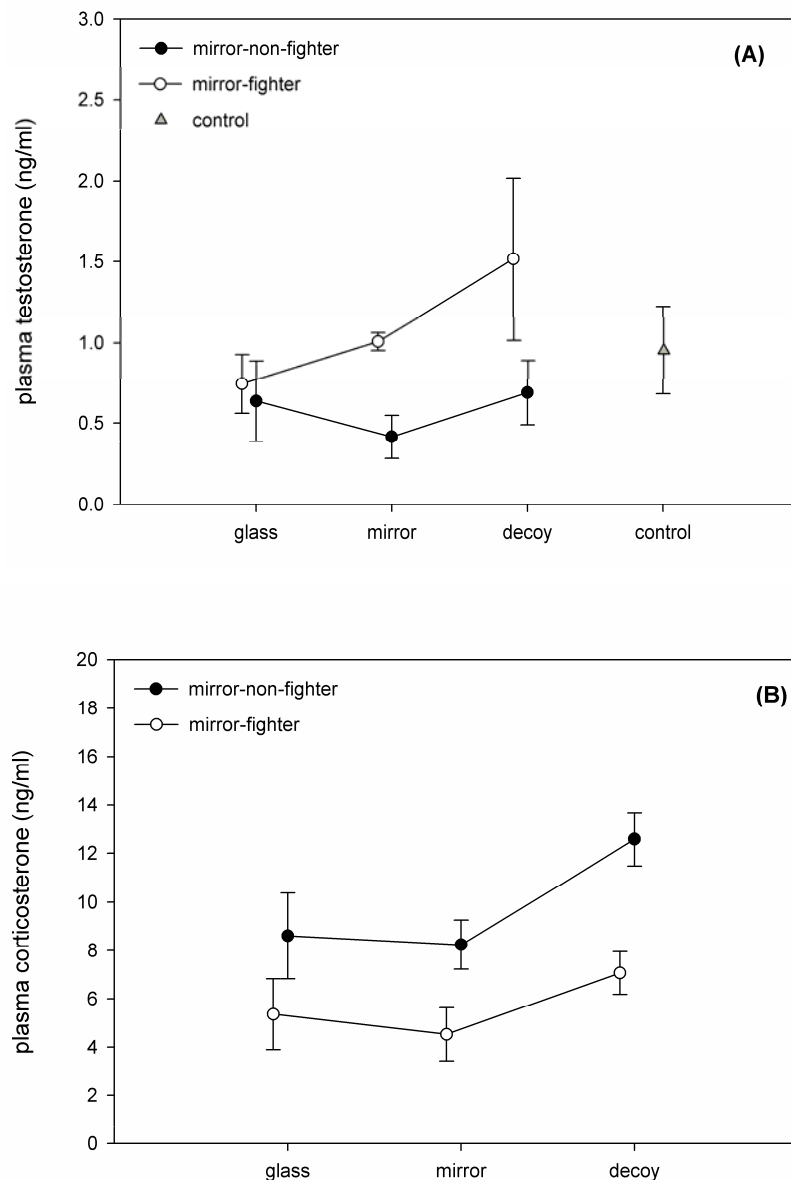 3.0
mirror-non-fighter
(A)
mirror-fighter
2.5
control
2.0
1.5
1.0
0.5
0.0
plasma testosterone (ng/ml)
glass mirror decoy control
20
mirror-non-fighter
(B)
18
mirror-fighter
16
14
12
10
8
6
4
2
0
plasma corticosterone (ng/ml)
glass mirror decoy